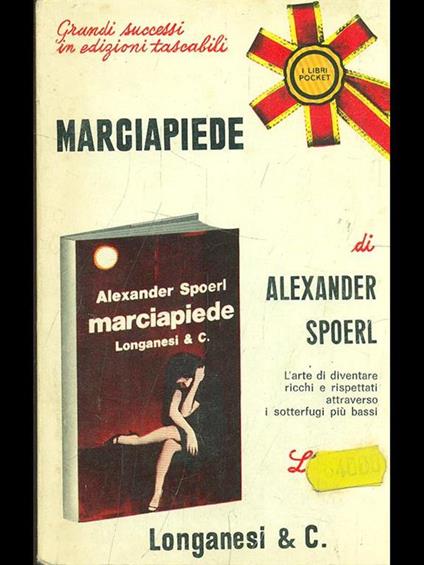 Grandi successi
in edizioni tascabili
I LIBRI
POCKET
MARCIAPIEDE
Alexander Spoerl
marciapiede
Longanesi & C.
di
ALEXANDER
SPOERL
L'arte di diventare
ricchi e rispettati
attraverso
i sotterfugi più bassi
L.
Longanesi & C.